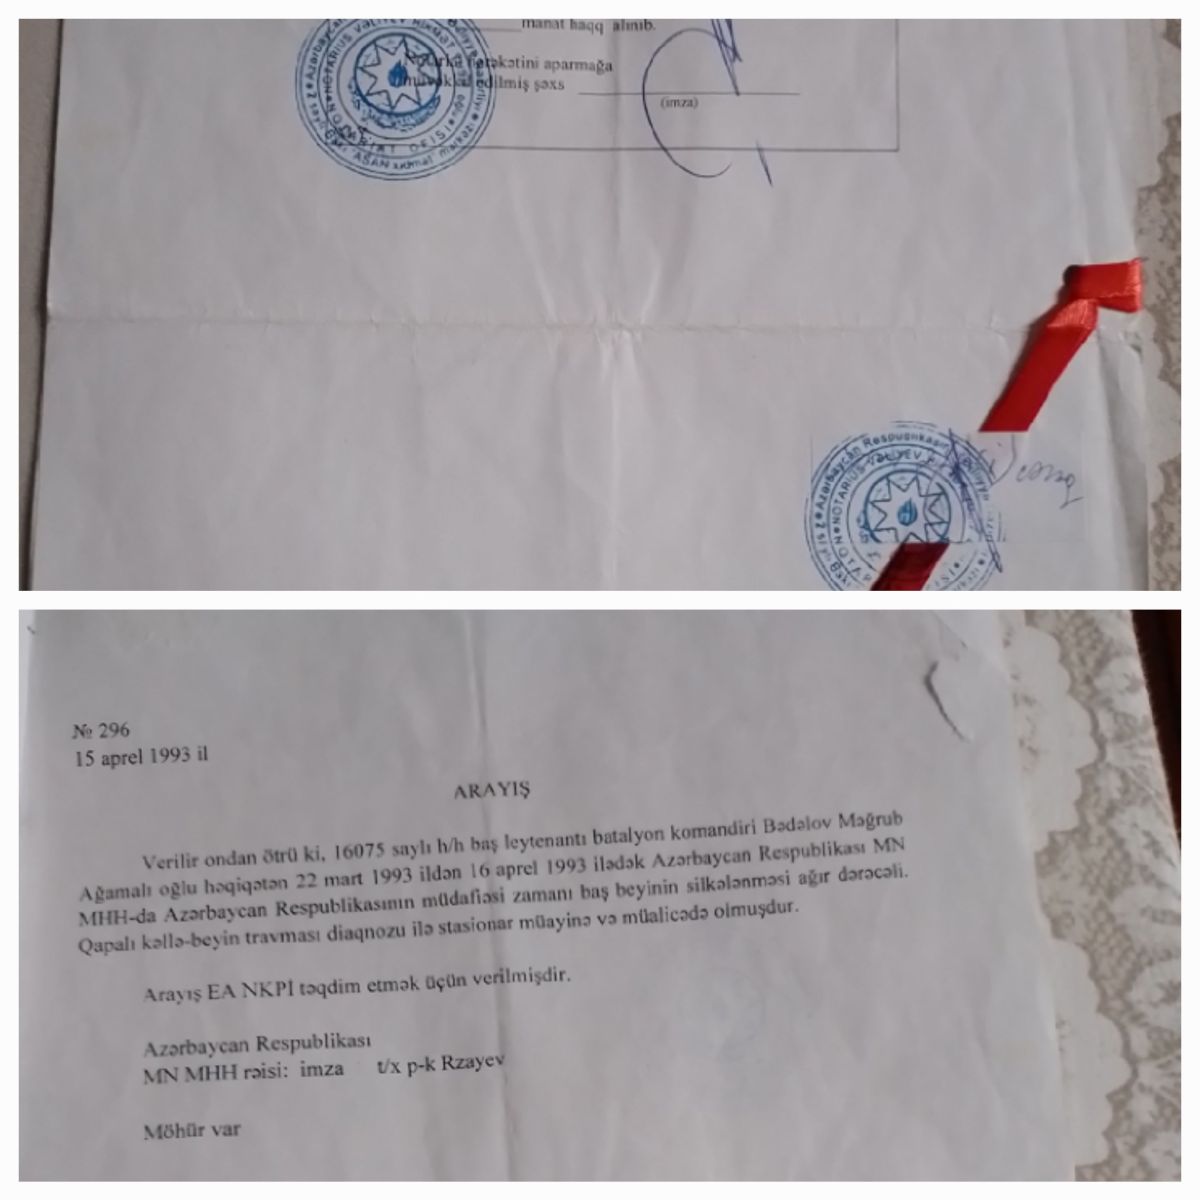 manat haqq alınıb.
aparmağa
edilmiş şəxs
(imza)
№ 296
15 aprel 1993 il
ARAYIŞ
Verilir ondan ötrü ki, 16075 saylı h/h baş leytenantı batalyon komandiri Bədəlov Məğrub
Ağamalı oğlu həqiqətən 22 mart 1993 ildən 16 aprel 1993 ilədək Azərbaycan Respublikası MN
MHH-da Azərbaycan Respublikasının müdafiəsi zamanı baş beyinin silkələnməsi ağır dərəcəli.
Qapalı kəllə-beyin travması diaqnozu ilə stasionar müayinə və müalicədə olmuşdur.
Arayış EA NKPİ təqdim etmək üçün verilmişdir.
Azərbaycan Respublikası
MN MHH rəisi: imza t/x p-k Rzayev
Möhür var